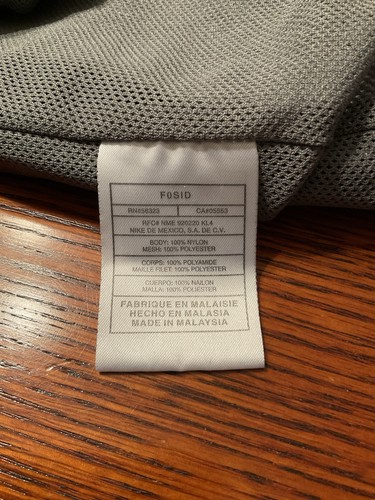 F0SID
RN#56323 CA#05553
RFC# NME 920220 KL4
NIKE DE MEXICO, S.A. DE C.V.
BODY: 100% NYLON
MESH: 100% POLYESTER
CORPS: 100% POLYAMIDE
MAILLE FILET: 100% POLYESTER
CUERPO: 100% NAILON
MALLA: 100% POLIESTER
FABRIQUE EN MALAISIE
HECHO EN MALASIA
MADE IN MALAYSIA